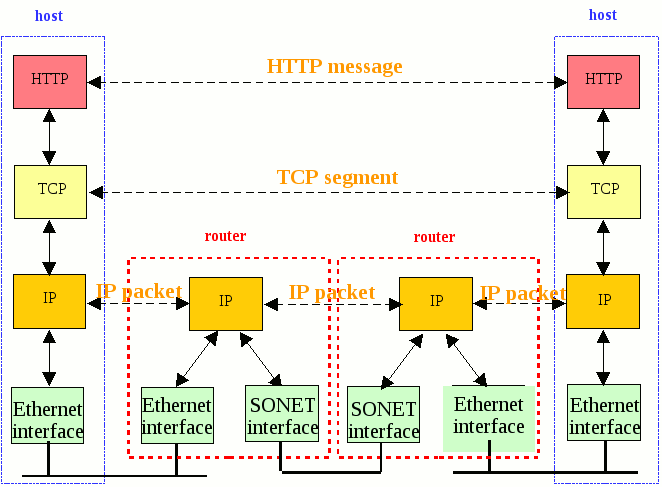 host
host
HTTP
HTTP message
HTTP
TCP
TCP segment
TCP
router
router
IP
IP packet
IP
IP packet
IP
IP packet
IP
Ethernet
interface
Ethernet
interface
SONET
interface
SONET
interface
Ethernet
interface
Ethernet
interface